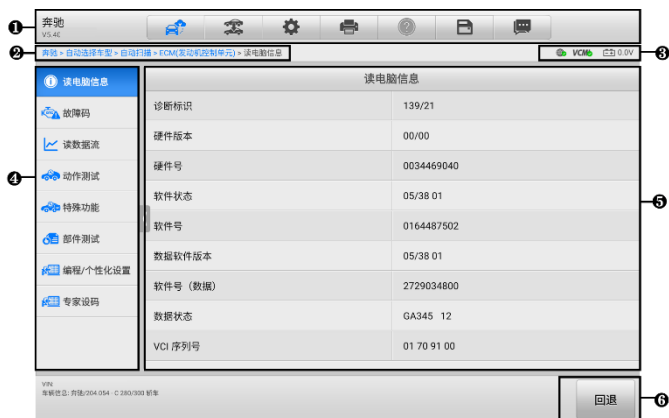 ❶
奔驰
V5.40
❷
奔驰 > 自动选择车型 > 自动扫描 > ECM(发动机控制单元) > 读电脑信息
VCMI
0.0V
❸
读电脑信息
故障码
读数据流
动作测试
特殊功能
部件测试
编程/个性化设置
专家设码
❹
读电脑信息
诊断标识 139/21
硬件版本 00/00
硬件号 0034469040
软件状态 05/38 01
软件号 0164487502
数据软件版本 05/38 01
软件号（数据） 2729034800
数据状态 GA345 12
VCI 序列号 01 70 91 00
❺
VIN:
车辆信息: 奔驰/204.054 C 280/300 轿车
回退
❻